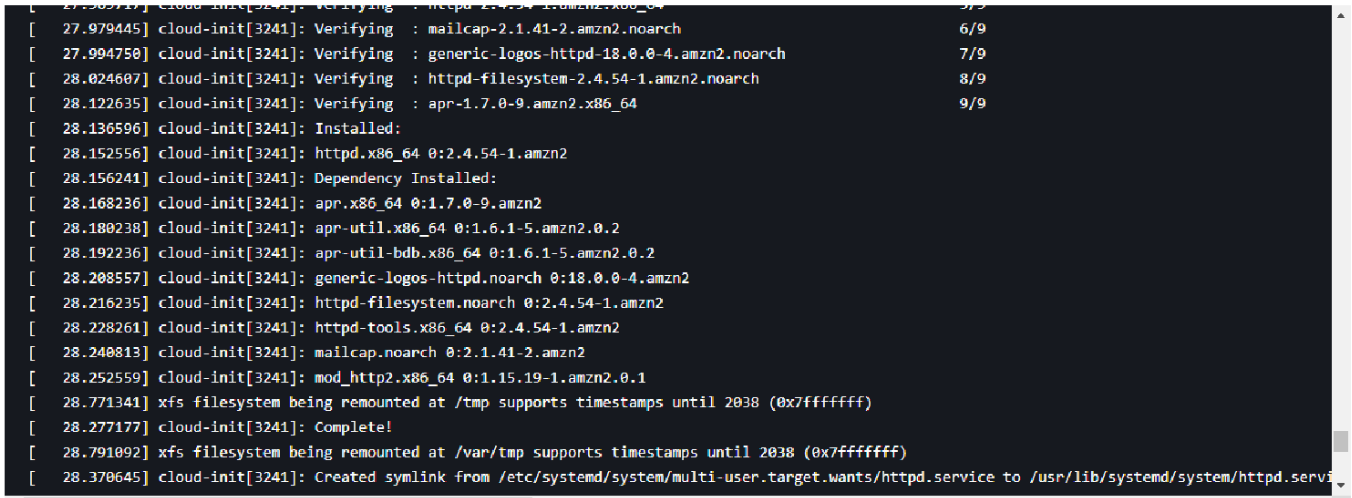 [   27.979445] cloud-init[3241]: Verifying  : mailcap-2.1.41-2.amzn2.noarch                                6/9
[   27.994750] cloud-init[3241]: Verifying  : generic-logos-httpd-18.0.0-4.amzn2.noarch                    7/9
[   28.024607] cloud-init[3241]: Verifying  : httpd-filesystem-2.4.54-1.amzn2.noarch                       8/9
[   28.122635] cloud-init[3241]: Verifying  : apr-1.7.0-9.amzn2.x86_64                                     9/9
[   28.136596] cloud-init[3241]: Installed:
[   28.152556] cloud-init[3241]: httpd.x86_64 0:2.4.54-1.amzn2
[   28.156241] cloud-init[3241]: Dependency Installed:
[   28.168236] cloud-init[3241]: apr.x86_64 0:1.7.0-9.amzn2
[   28.180238] cloud-init[3241]: apr-util.x86_64 0:1.6.1-5.amzn2.0.2
[   28.192236] cloud-init[3241]: apr-util-bdb.x86_64 0:1.6.1-5.amzn2.0.2
[   28.208557] cloud-init[3241]: generic-logos-httpd.noarch 0:18.0.0-4.amzn2
[   28.216235] cloud-init[3241]: httpd-filesystem.noarch 0:2.4.54-1.amzn2
[   28.228261] cloud-init[3241]: httpd-tools.x86_64 0:2.4.54-1.amzn2
[   28.240813] cloud-init[3241]: mailcap.noarch 0:2.1.41-2.amzn2
[   28.252559] cloud-init[3241]: mod_http2.x86_64 0:1.15.19-1.amzn2.0.1
[   28.771341] xfs filesystem being remounted at /tmp supports timestamps until 2038 (0x7fffffff)
[   28.277177] cloud-init[3241]: Complete!
[   28.791092] xfs filesystem being remounted at /var/tmp supports timestamps until 2038 (0x7fffffff)
[   28.370645] cloud-init[3241]: Created symlink from /etc/systemd/system/multi-user.target.wants/httpd.service to /usr/lib/systemd/system/httpd.servi